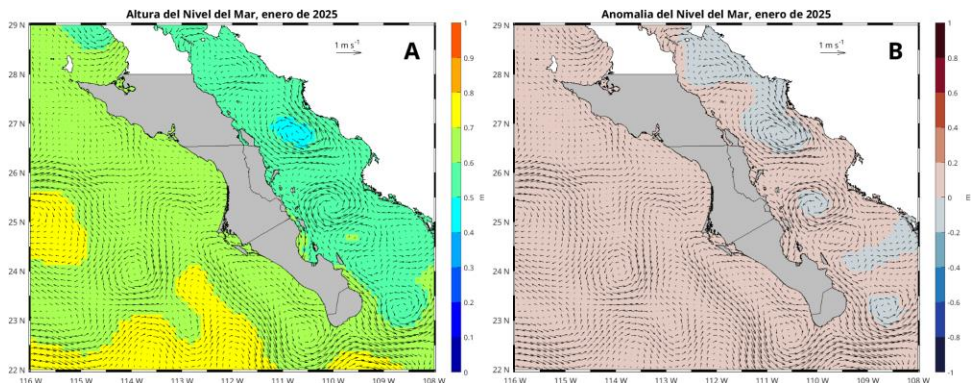 Altura del Nivel del Mar, enero de 2025
29 N
28 N
27 N
26 N
25 N
24 N
23 N
22 N
116 W
115 W
114 W
113 W
112 W
111 W
110 W
109 W
108 W
1 m s⁻¹
A
1
0.9
0.8
0.7
0.6
0.5
0.4
0.3
0.2
0.1
0
m
Anomalia del Nivel del Mar, enero de 2025
29 N
28 N
27 N
26 N
25 N
24 N
23 N
22 N
116 W
115 W
114 W
113 W
112 W
111 W
110 W
109 W
108 W
1 m s⁻¹
B
1
0.8
0.6
0.4
0.2
0
-0.2
-0.4
-0.6
-0.8
-1
m